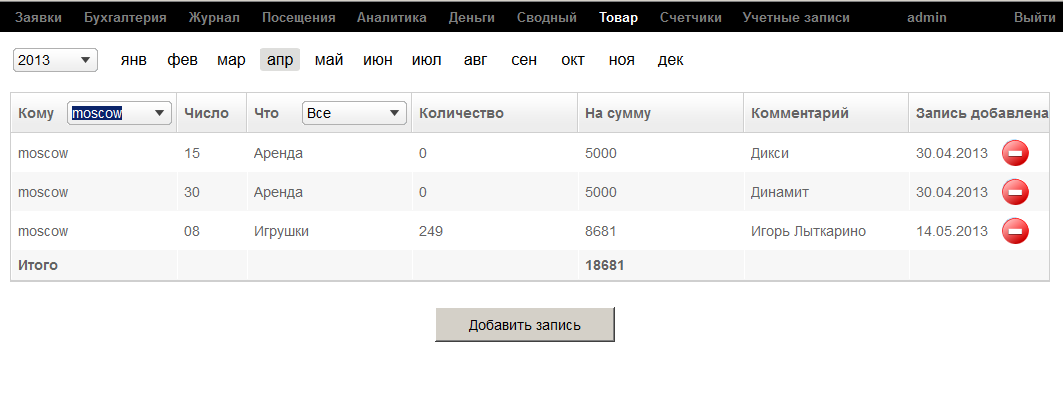 Заявки Бухгалтерия Журнал Посещения Аналитика Деньги Сводный Товар Счетчики Учетные записи admin Выйти
2013 янв фев мар апр май июн июл авг сен окт ноя дек
Кому moscow Число Что Все Количество На сумму Комментарий Запись добавлена
moscow 15 Аренда 0 5000 Дикси 30.04.2013
moscow 30 Аренда 0 5000 Динамит 30.04.2013
moscow 08 Игрушки 249 8681 Игорь Лыткарино 14.05.2013
Итого 18681
Добавить запись